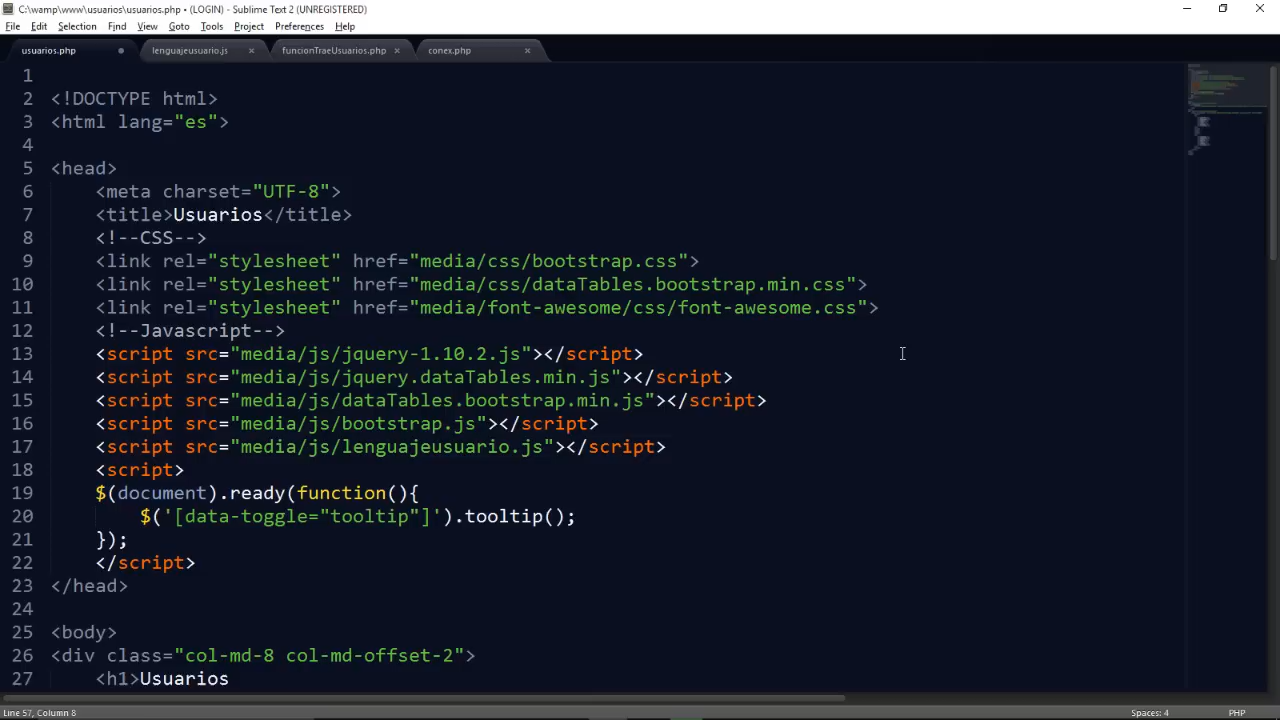 C:\wamp\www\usuarios\usuarios.php • (LOGIN) - Sublime Text 2 (UNREGISTERED)
File Edit Selection Find View Goto Tools Project Preferences Help
usuarios.php lenguajeusuario.js funcionTraeUsuarios.php conex.php
1
2 <!DOCTYPE html>
3 <html lang="es">
4
5 <head>
6 <meta charset="UTF-8">
7 <title>Usuarios</title>
8 <!--CSS-->
9 <link rel="stylesheet" href="media/css/bootstrap.css">
10 <link rel="stylesheet" href="media/css/dataTables.bootstrap.min.css">
11 <link rel="stylesheet" href="media/font-awesome/css/font-awesome.css">
12 <!--Javascript-->
13 <script src="media/js/jquery-1.10.2.js"></script>
14 <script src="media/js/jquery.dataTables.min.js"></script>
15 <script src="media/js/dataTables.bootstrap.min.js"></script>
16 <script src="media/js/bootstrap.js"></script>
17 <script src="media/js/lenguajeusuario.js"></script>
18 <script>
19 $(document).ready(function(){
20 $('[data-toggle="tooltip"]').tooltip();
21 });
22 </script>
23 </head>
24
25 <body>
26 <div class="col-md-8 col-md-offset-2">
27 <h1>Usuarios
Line 57, Column 8 Spaces: 4 PHP